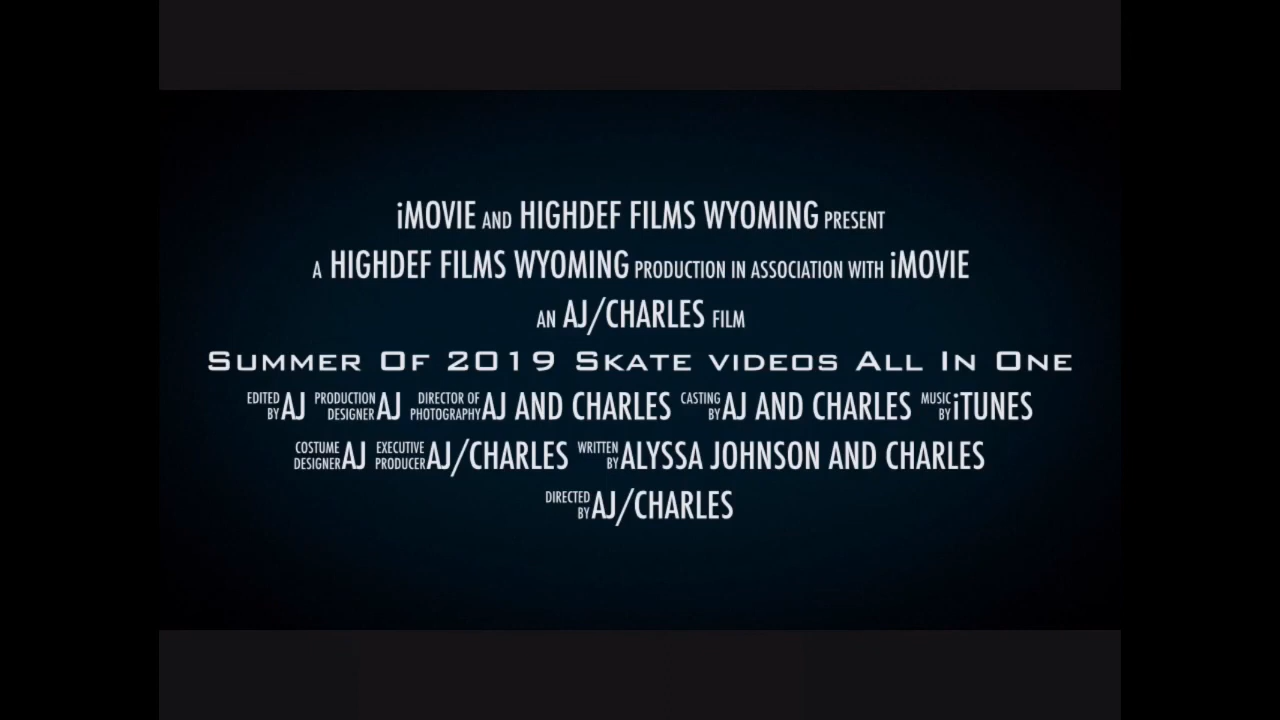 iMOVIE AND HIGHDEF FILMS WYOMING PRESENT
A HIGHDEF FILMS WYOMING PRODUCTION IN ASSOCIATION WITH iMOVIE
AN AJ/CHARLES FILM
SUMMER OF 2019 SKATE VIDEOS ALL IN ONE
EDITED BY AJ PRODUCTION DESIGNER AJ DIRECTOR OF PHOTOGRAPHY AJ AND CHARLES CASTING BY AJ AND CHARLES MUSIC BY iTUNES
COSTUME DESIGNER AJ EXECUTIVE PRODUCER AJ/CHARLES WRITTEN BY ALYSSA JOHNSON AND CHARLES
DIRECTED BY AJ/CHARLES